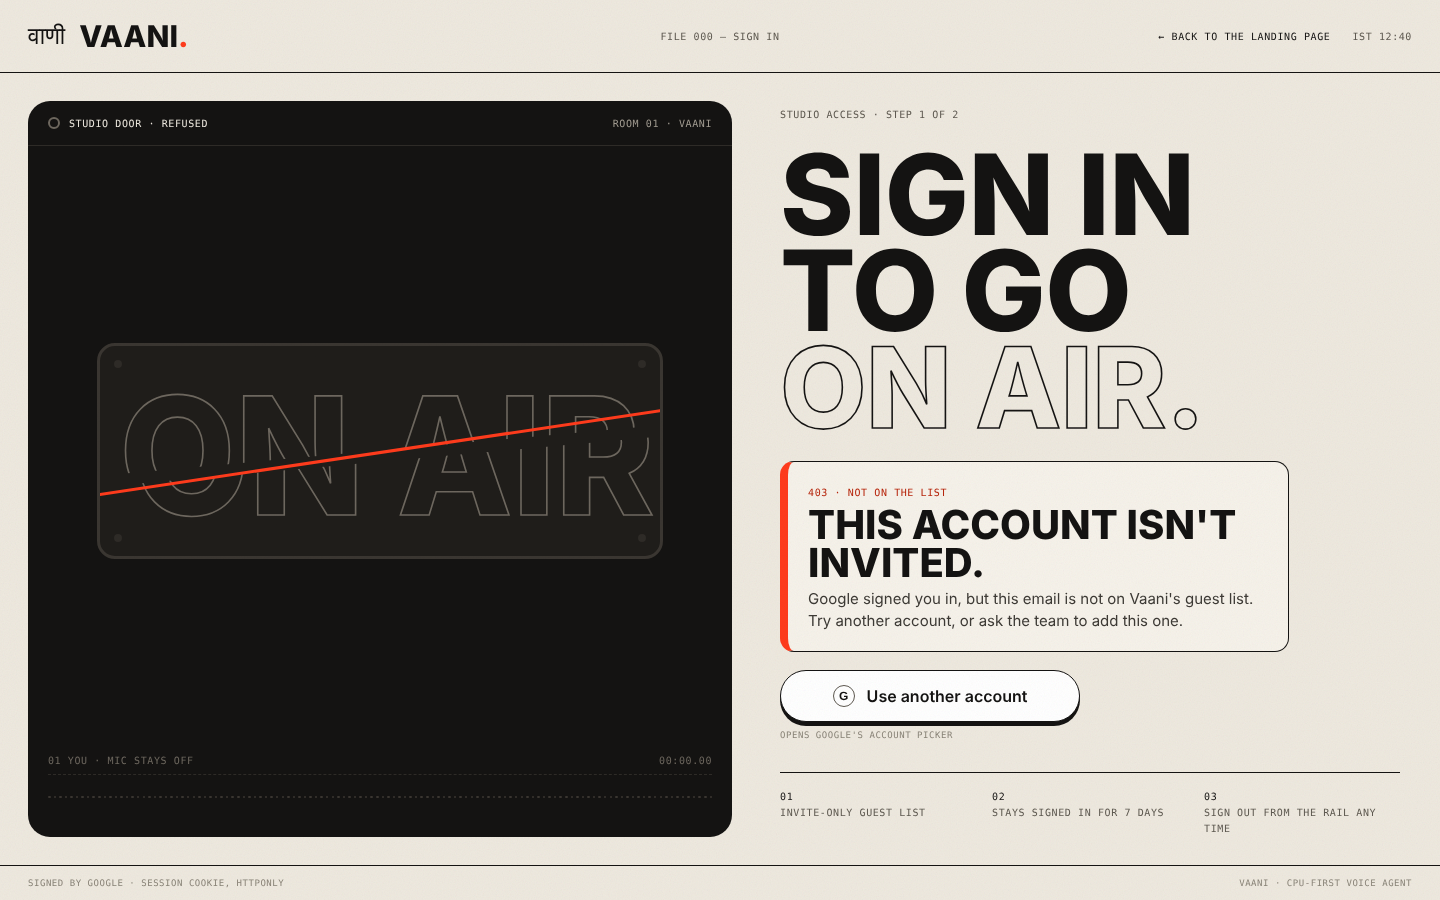 वाणी VAANI.
FILE 000 — SIGN IN
← BACK TO THE LANDING PAGE
IST 12:40
STUDIO DOOR · REFUSED
ROOM 01 · VAANI
ON AIR
01 YOU · MIC STAYS OFF
00:00.00
STUDIO ACCESS · STEP 1 OF 2
SIGN IN
TO GO
ON AIR.
403 · NOT ON THE LIST
THIS ACCOUNT ISN'T
INVITED.
Google signed you in, but this email is not on Vaani's guest list.
Try another account, or ask the team to add this one.
G Use another account
OPENS GOOGLE'S ACCOUNT PICKER
01
INVITE-ONLY GUEST LIST
02
STAYS SIGNED IN FOR 7 DAYS
03
SIGN OUT FROM THE RAIL ANY
TIME
SIGNED BY GOOGLE · SESSION COOKIE, HTTPONLY
VAANI · CPU-FIRST VOICE AGENT